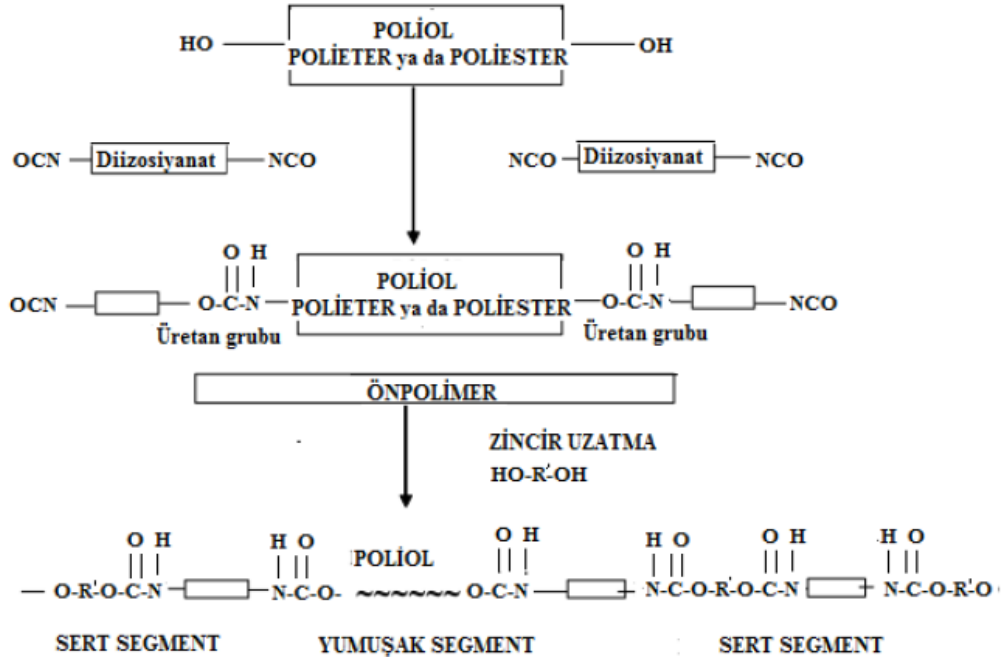 HO
POLİOL
POLİETER ya da POLİESTER
OH
OCN Diizosiyanat NCO
NCO Diizosiyanat NCO
O H
O H
OCN
O-C-N
POLİOL
POLİETER ya da POLİESTER
O-C-N
NCO
Üretan grubu
Üretan grubu
ÖNPOLİMER
ZİNCİR UZATMA
HO-R'-OH
O H
H O
POLİOL
O H
H O
O H
H O
O-R'-O-C-N
N-C-O-
~~~~~~
O-C-N
N-C-O-R'-O-C-N
N-C-O-R'-O
SERT SEGMENT
YUMUŞAK SEGMENT
SERT SEGMENT